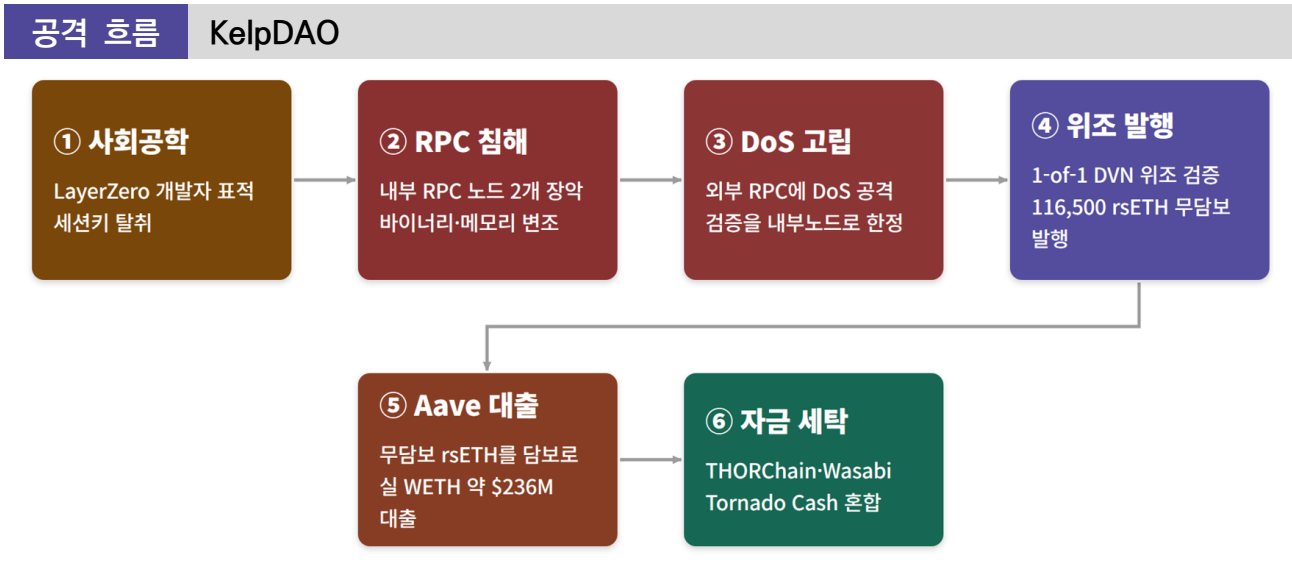 공격 흐름 KelpDAO
① 사회공학
LayerZero 개발자 표적
세션키 탈취
② RPC 침해
내부 RPC 노드 2개 장악
바이너리·메모리 변조
③ DoS 고립
외부 RPC에 DoS 공격
검증을 내부노드로 한정
④ 위조 발행
1-of-1 DVN 위조 검증
116,500 rsETH 무담보
발행
⑤ Aave 대출
무담보 rsETH를 담보로
실 WETH 약 $236M
대출
⑥ 자금 세탁
THORChain·Wasabi
Tornado Cash 혼합